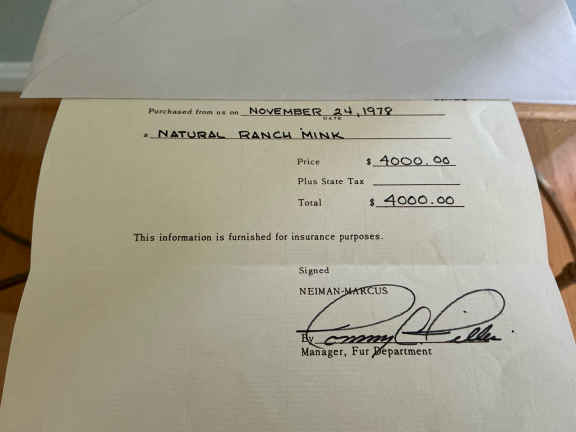 Purchased from us on NOVEMBER 24, 1978
DATE
a NATURAL RANCH MINK
Price $ 4000.00
Plus State Tax
Total $ 4000.00
This information is furnished for insurance purposes.
Signed
NEIMAN-MARCUS
By
Manager, Fur Department